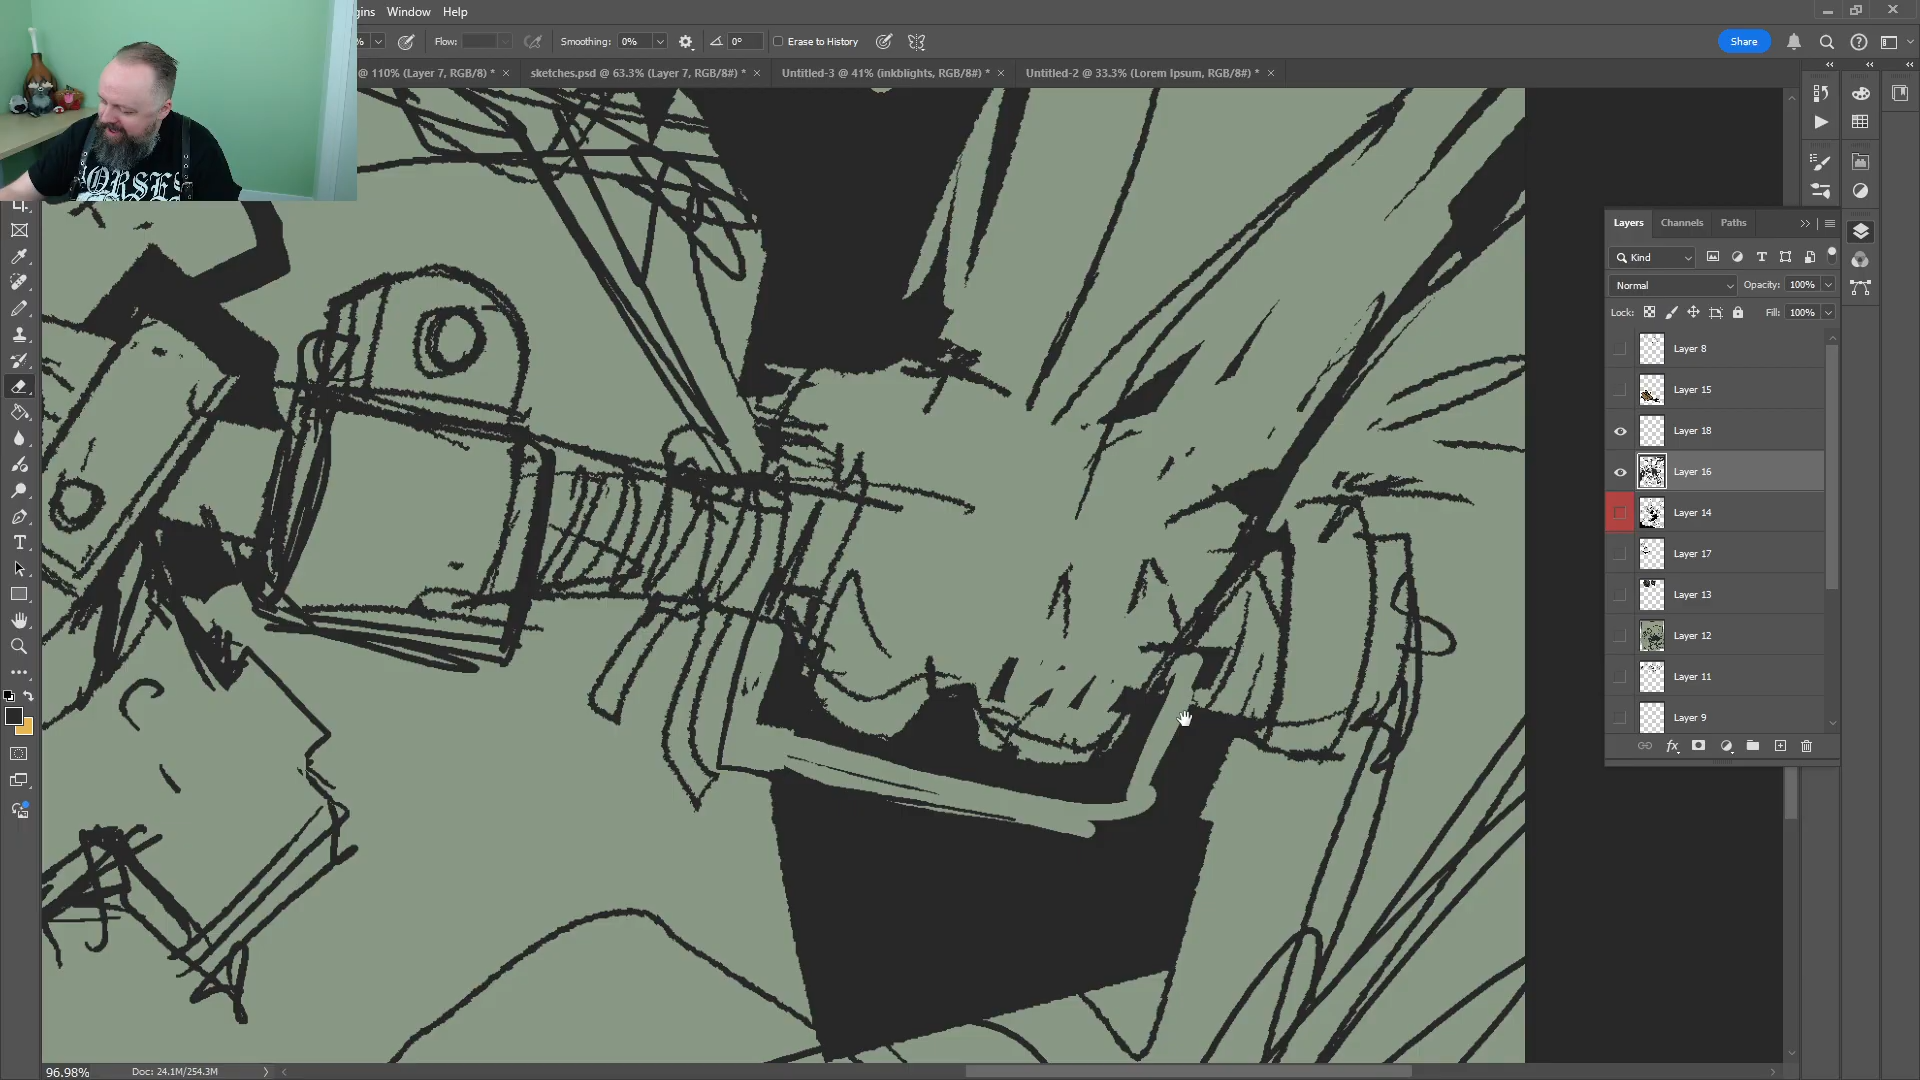 gins Window Help
% Flow: Smoothing: 0% 0° Erase to History Share
@ 110% (Layer 7, RGB/8) * × sketches.psd @ 63.3% (Layer 7, RGB/8#) * × Untitled-3 @ 41% (inkblights, RGB/8#) * × Untitled-2 @ 33.3% (Lorem Ipsum, RGB/8#) * ×
ORSES
Layers Channels Paths
Kind
Normal Opacity: 100%
Lock: Fill: 100%
Layer 8
Layer 15
Layer 18
Layer 16
Layer 14
Layer 17
Layer 13
Layer 12
Layer 11
Layer 9
96.98% Doc: 24.1M/254.3M